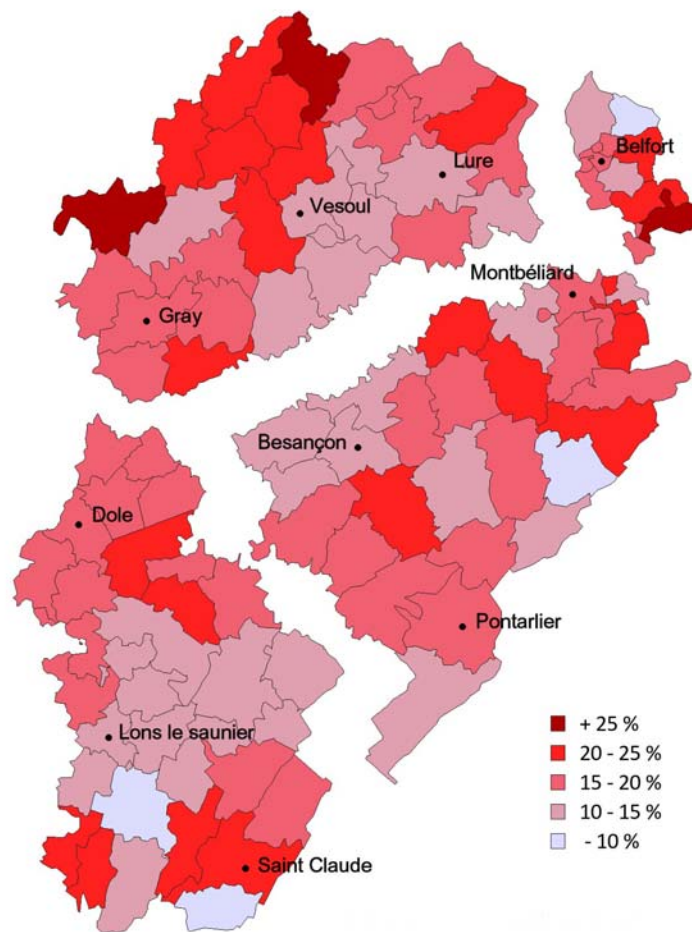 Belfort
Lure
Vesoul
Montbéliard
Gray
Besançon
Dole
Pontarlier
Lons le saunier
Saint Claude
+ 25 %
20 - 25 %
15 - 20 %
10 - 15 %
- 10 %